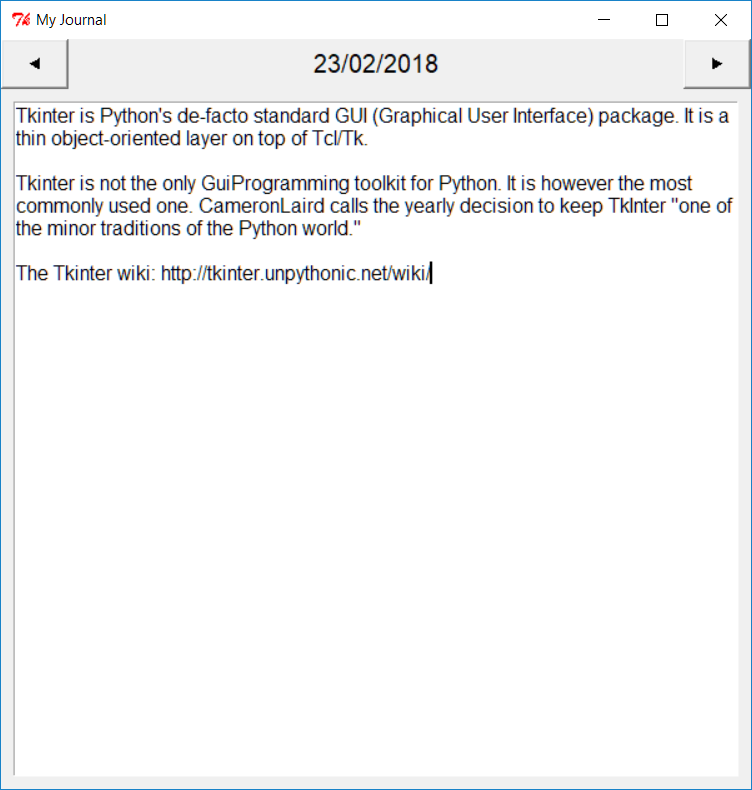 My Journal
23/02/2018
Tkinter is Python's de-facto standard GUI (Graphical User Interface) package. It is a
thin object-oriented layer on top of Tcl/Tk.
Tkinter is not the only GuiProgramming toolkit for Python. It is however the most
commonly used one. CameronLaird calls the yearly decision to keep TkInter "one of
the minor traditions of the Python world."
The Tkinter wiki: http://tkinter.unpythonic.net/wiki/